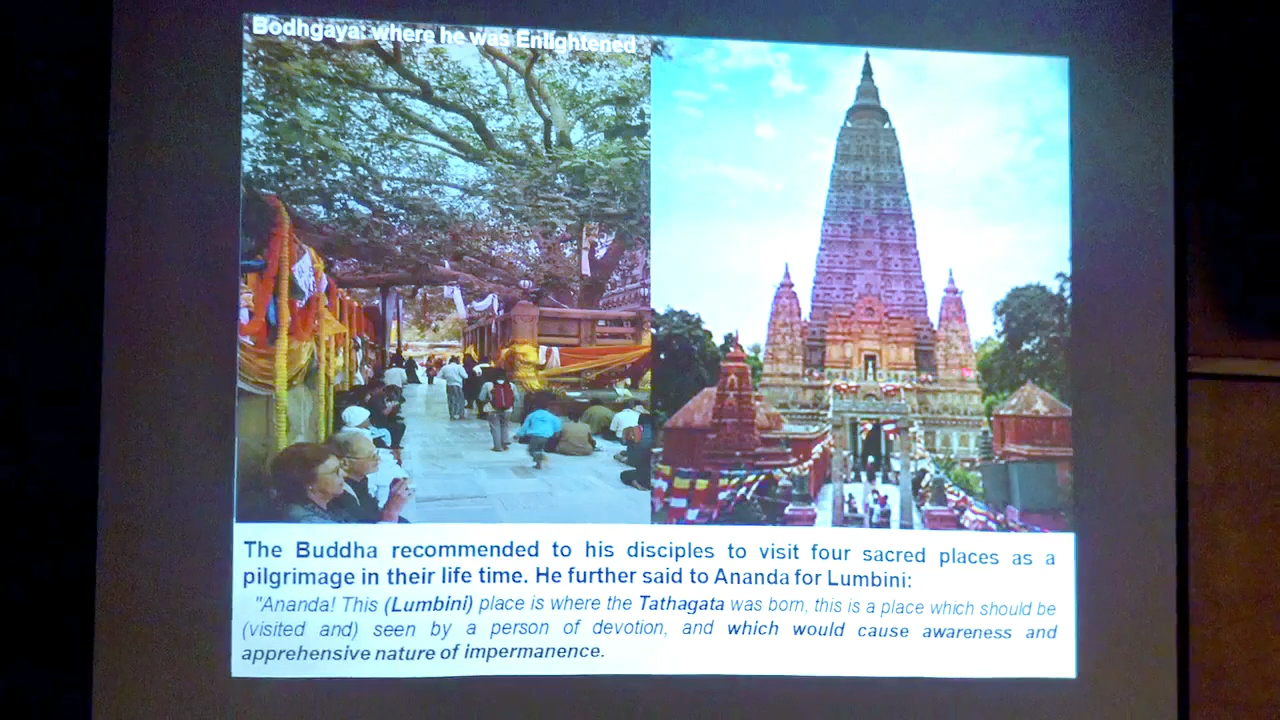 Bodhgaya: where he was Enlightened
The Buddha recommended to his disciples to visit four sacred places as a
pilgrimage in their life time. He further said to Ananda for Lumbini:
"Ananda! This (Lumbini) place is where the Tathagata was born, this is a place which should be
(visited and) seen by a person of devotion, and which would cause awareness and
apprehensive nature of impermanence.